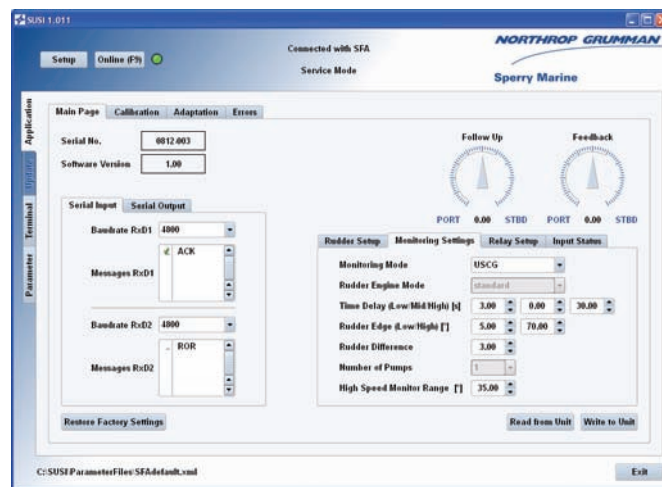 SUSI 1.011
NORTHROP GRUMMAN
Sperry Marine
Setup Online (F9)
Connected with SFA
Service Mode
Application
Update
Terminal
Parameter
Main Page Calibration Adaptation Errors
Serial No. 0812-003
Software Version 1.00
Follow Up Feedback
PORT 0.00 STBD PORT 0.00 STBD
Serial Input Serial Output
Baudrate RxD1 4800
ACK
Messages RxD1
Baudrate RxD2 4800
ROR
Messages RxD2
Rudder Setup Monitoring Settings Relay Setup Input Status
Monitoring Mode USCG
Rudder Engine Mode standard
Time Delay (Low/Mid/High) [s] 3.00 0.00 30.00
Rudder Edge (Low/High) [°] 5.00 70.00
Rudder Difference 3.00
Number of Pumps 1
High Speed Monitor Range [°] 35.00
Restore Factory Settings
Read from Unit Write to Unit
C:\SUSI\ParameterFiles\SFAdefault.xml
Exit